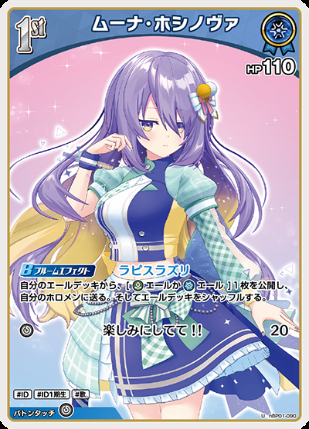 1st
ムーナ・ホシノヴァ
HP110
ブルームエフェクト ラピスラズリ
自分のエールデッキから、[エールかエール]1枚を公開し、
自分のホロメンに送る。そしてエールデッキをシャッフルする。
楽しみにしてて!! 20
#ID #ID1期生 #歌
バトンタッチ
U hBP01-090